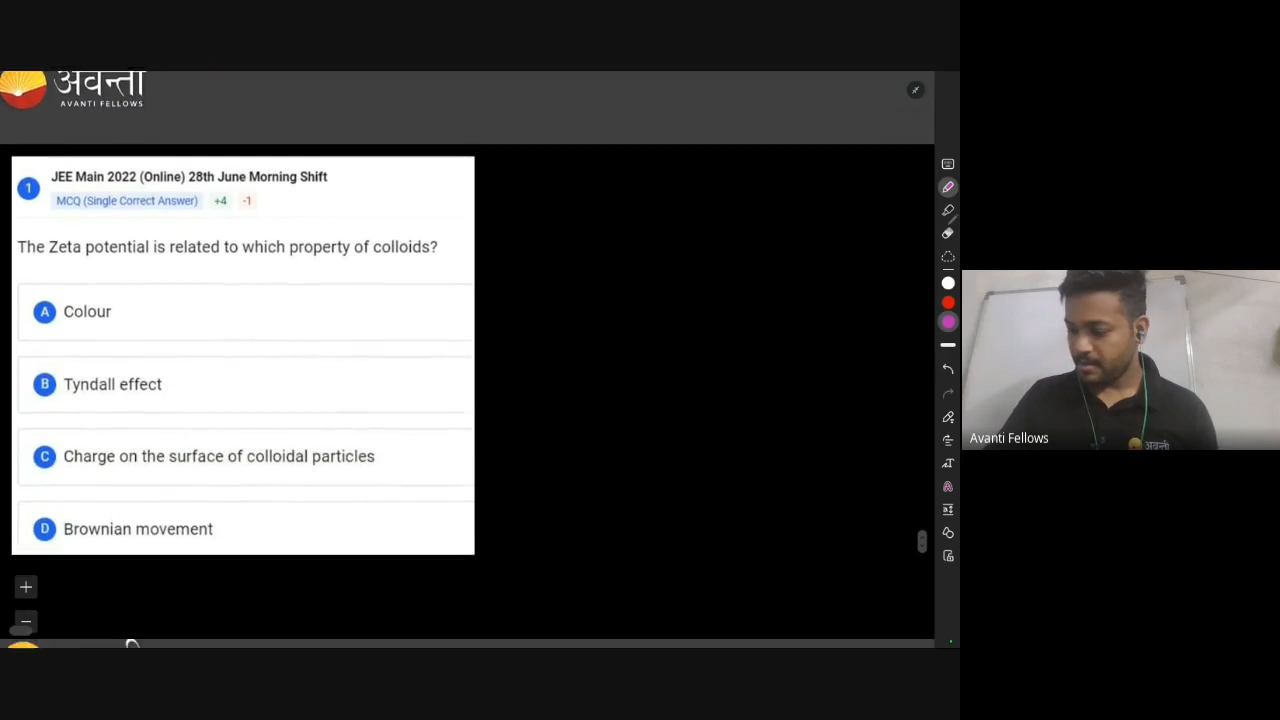 अवन्ती
AVANTI FELLOWS
1
JEE Main 2022 (Online) 28th June Morning Shift
MCQ (Single Correct Answer) +4 -1
The Zeta potential is related to which property of colloids?
A Colour
B Tyndall effect
C Charge on the surface of colloidal particles
D Brownian movement
Avanti Fellows
अवन्ती